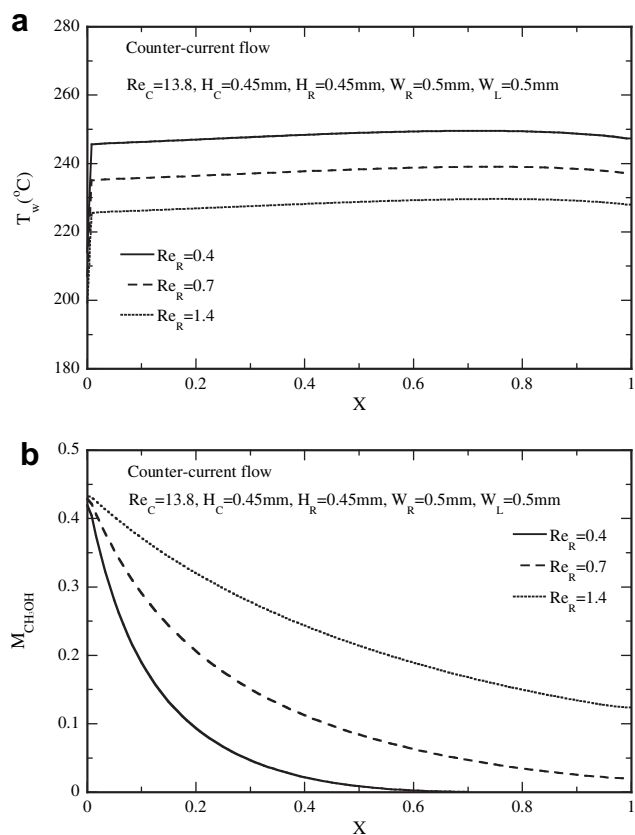 a
280
260
240
220
200
180
T_w(°C)
Counter-current flow
Re_C=13.8, H_C=0.45mm, H_R=0.45mm, W_R=0.5mm, W_L=0.5mm
Re_R=0.4
Re_R=0.7
Re_R=1.4
0 0.2 0.4 0.6 0.8 1
X
b
0.5
0.4
0.3
0.2
0.1
0
M_CH₃OH
Counter-current flow
Re_C=13.8, H_C=0.45mm, H_R=0.45mm, W_R=0.5mm, W_L=0.5mm
Re_R=0.4
Re_R=0.7
Re_R=1.4
0 0.2 0.4 0.6 0.8 1
X